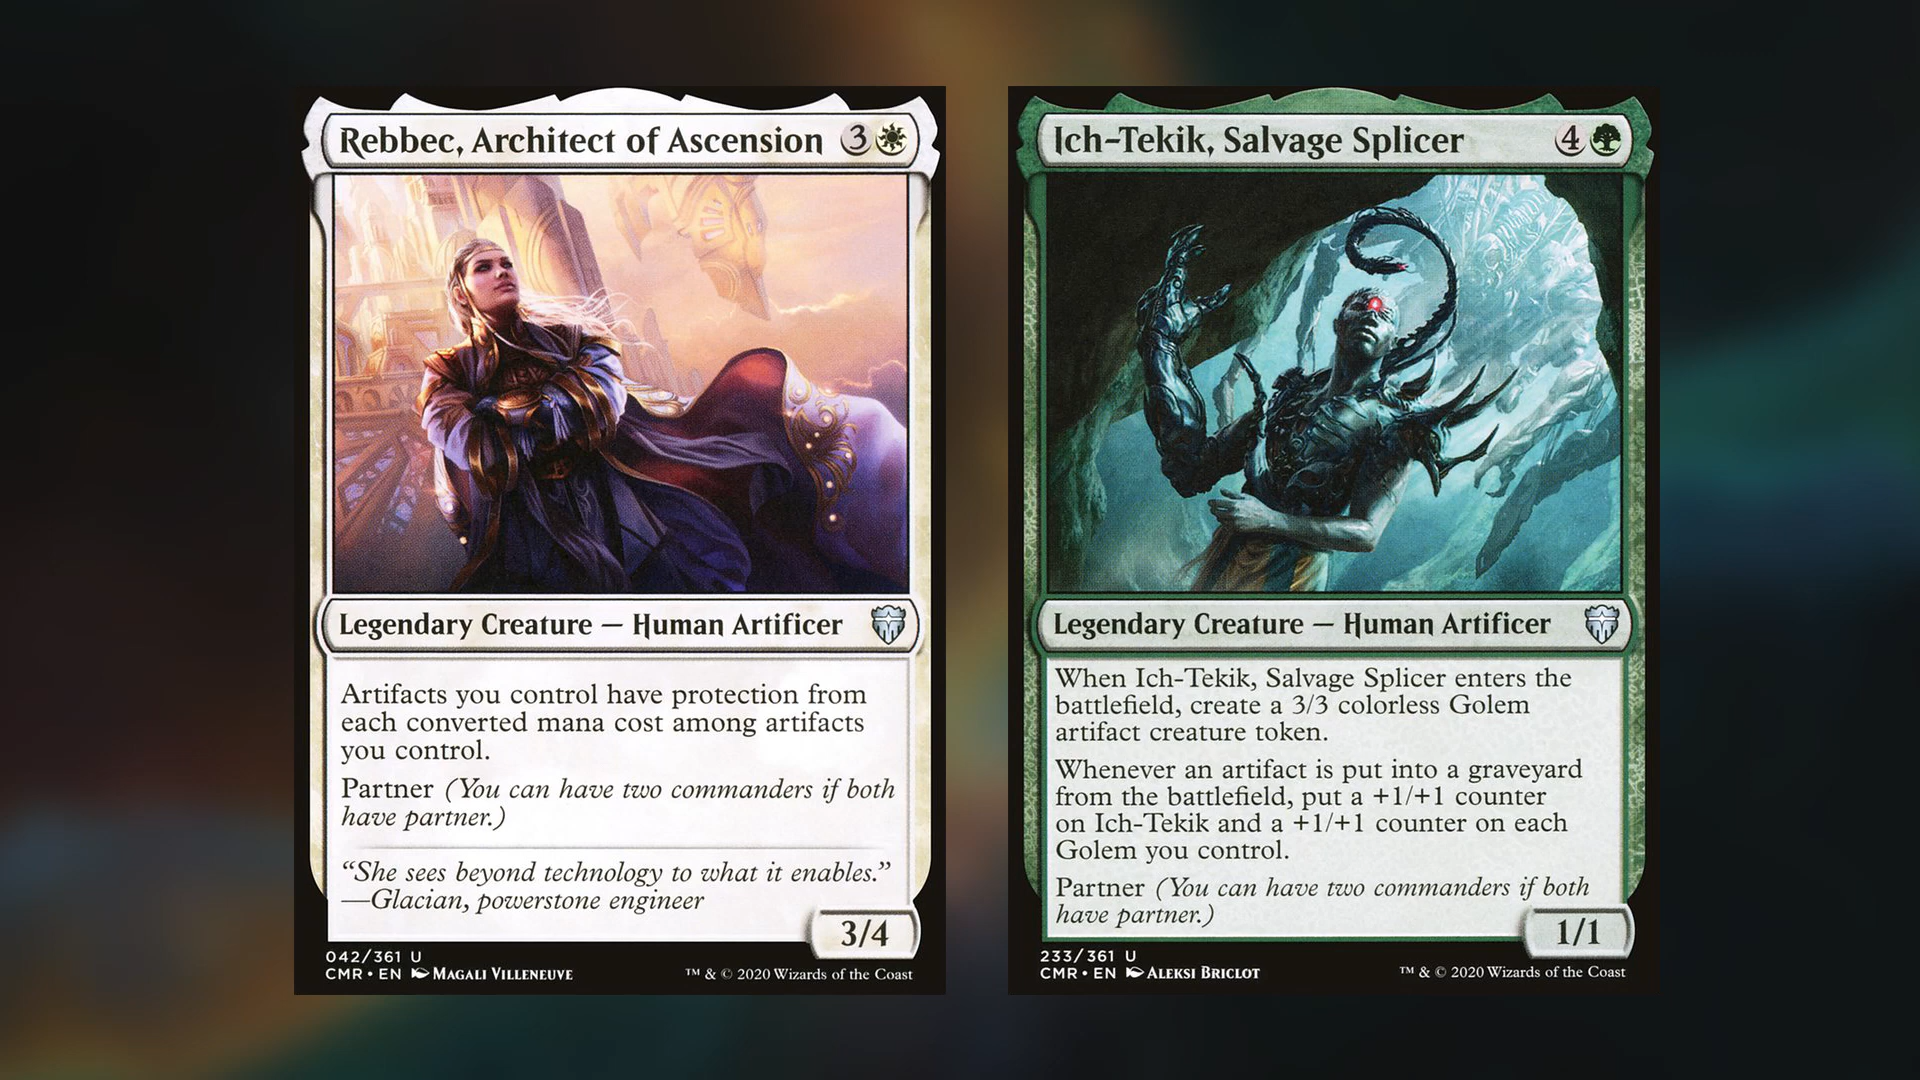 Rebbec, Architect of Ascension 3
Legendary Creature — Human Artificer
Artifacts you control have protection from
each converted mana cost among artifacts
you control.
Partner (You can have two commanders if both
have partner.)
“She sees beyond technology to what it enables.”
—Glacian, powerstone engineer
3/4
042/361 U
CMR • EN Magali Villeneuve
™ & © 2020 Wizards of the Coast
Ich-Tekik, Salvage Splicer 4
Legendary Creature — Human Artificer
When Ich-Tekik, Salvage Splicer enters the
battlefield, create a 3/3 colorless Golem
artifact creature token.
Whenever an artifact is put into a graveyard
from the battlefield, put a +1/+1 counter
on Ich-Tekik and a +1/+1 counter on each
Golem you control.
Partner (You can have two commanders if both
have partner.)
1/1
233/361 U
CMR • EN Aleksi Briclot
™ & © 2020 Wizards of the Coast